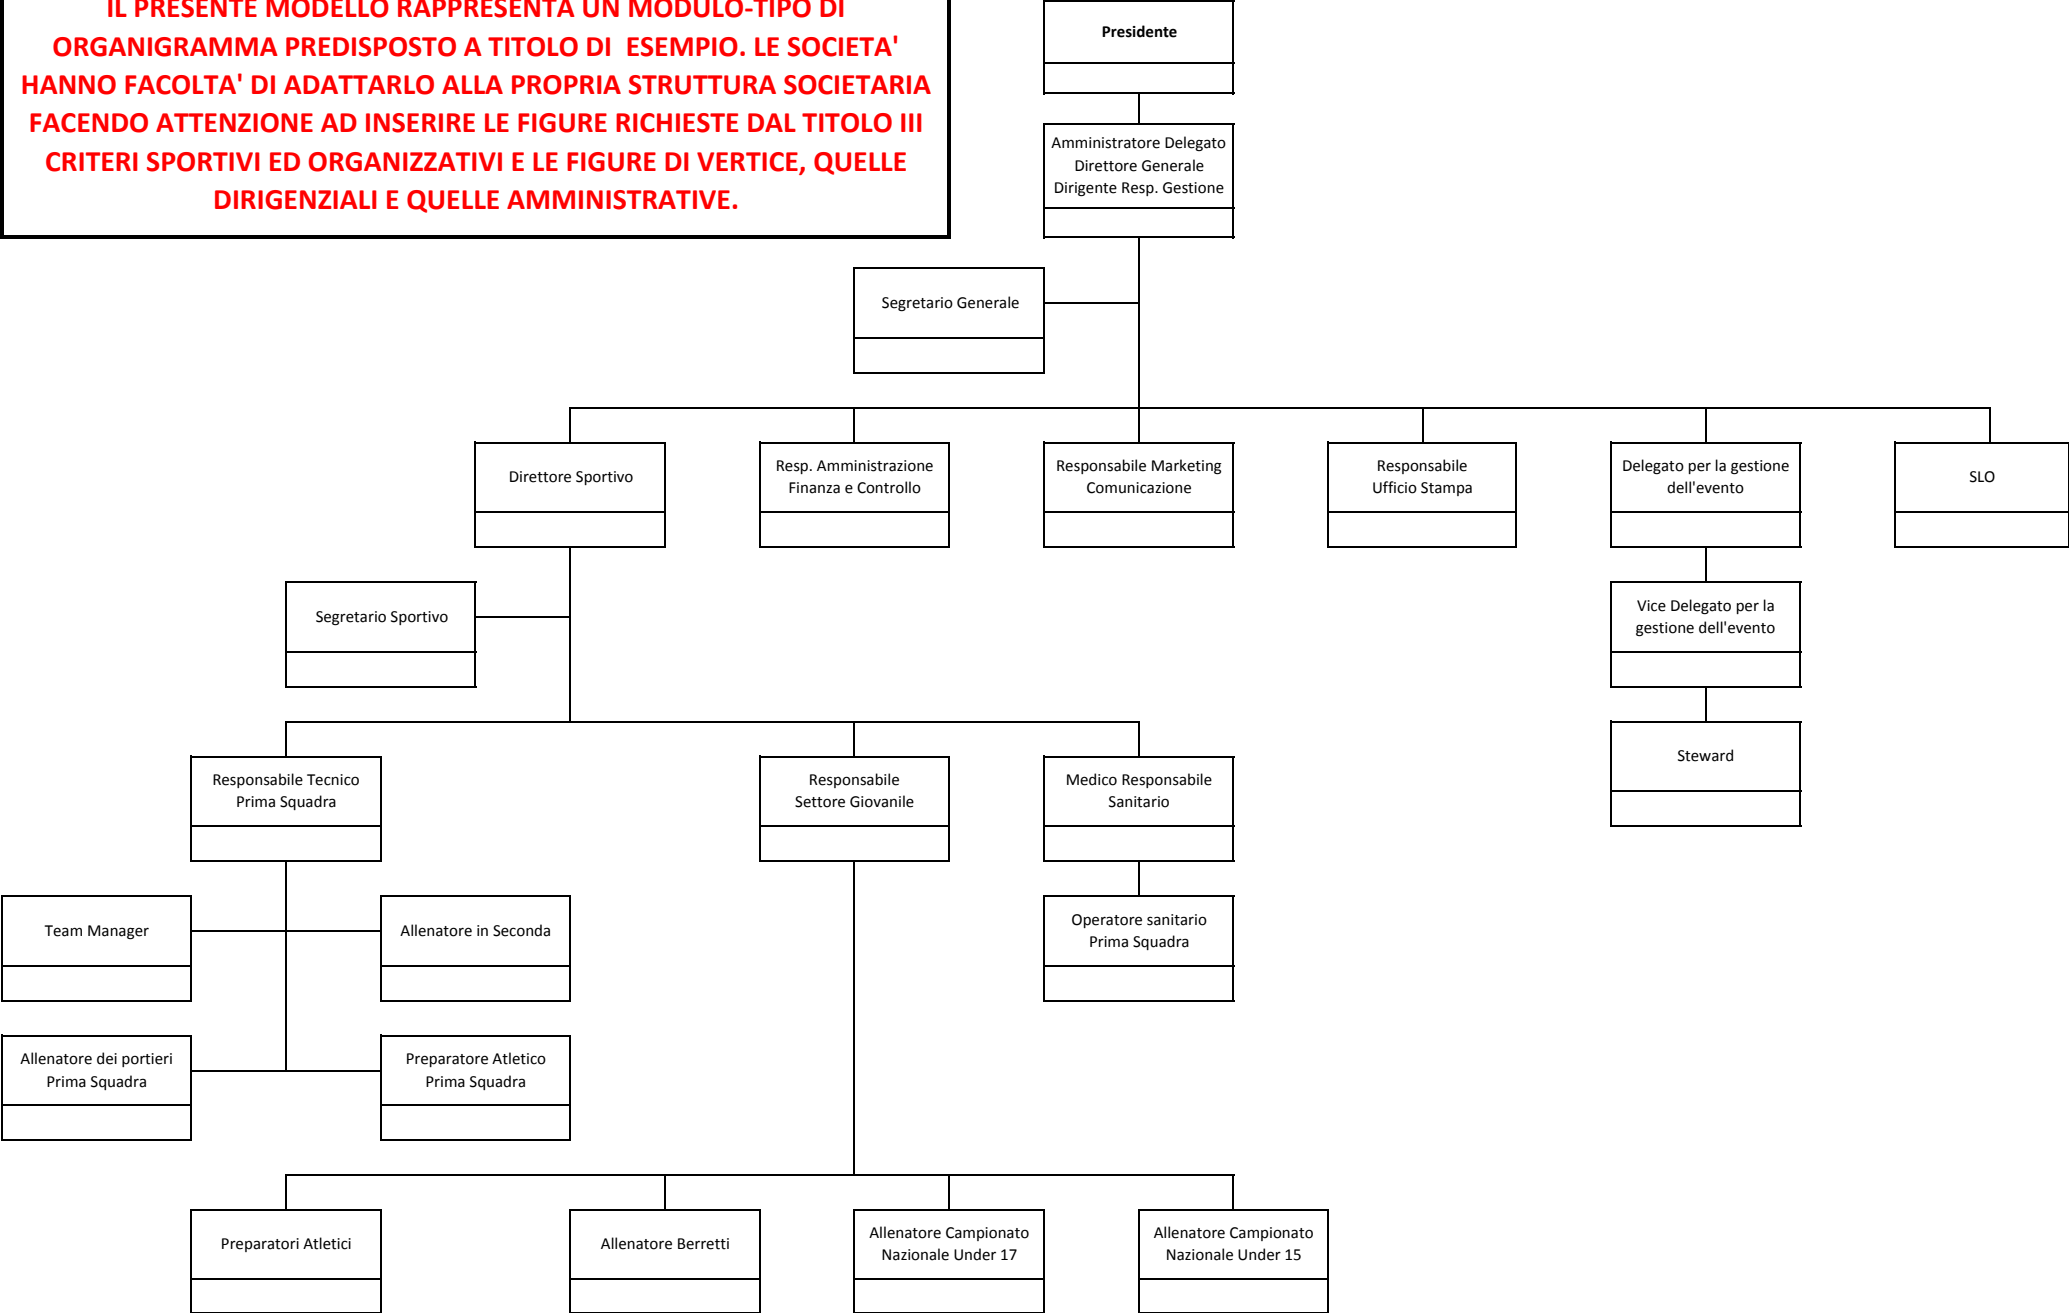 IL PRESENTE MODELLO RAPPRESENTA UN MODULO-TIPO DI
ORGANIGRAMMA PREDISPOSTO A TITOLO DI ESEMPIO. LE SOCIETA'
HANNO FACOLTA' DI ADATTARLO ALLA PROPRIA STRUTTURA SOCIETARIA
FACENDO ATTENZIONE AD INSERIRE LE FIGURE RICHIESTE DAL TITOLO III
CRITERI SPORTIVI ED ORGANIZZATIVI E LE FIGURE DI VERTICE, QUELLE
DIRIGENZIALI E QUELLE AMMINISTRATIVE.
Presidente
Amministratore Delegato
Direttore Generale
Dirigente Resp. Gestione
Segretario Generale
Direttore Sportivo
Resp. Amministrazione
Finanza e Controllo
Responsabile Marketing
Comunicazione
Responsabile
Ufficio Stampa
Delegato per la gestione
dell'evento
SLO
Segretario Sportivo
Vice Delegato per la
gestione dell'evento
Steward
Responsabile Tecnico
Prima Squadra
Responsabile
Settore Giovanile
Medico Responsabile
Sanitario
Team Manager
Allenatore in Seconda
Operatore sanitario
Prima Squadra
Allenatore dei portieri
Prima Squadra
Preparatore Atletico
Prima Squadra
Preparatori Atletici
Allenatore Berretti
Allenatore Campionato
Nazionale Under 17
Allenatore Campionato
Nazionale Under 15